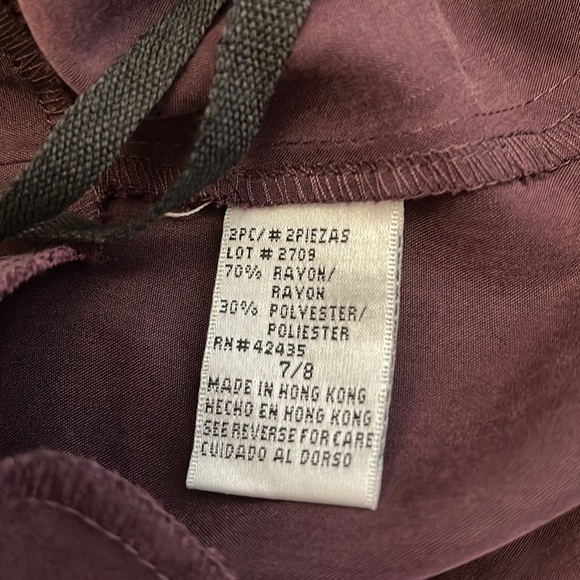 2PC/# 2PIEZAS
LOT # 2709
70% RAYON/
RAYON
30% POLYESTER/
POLIESTER
RN#42435
7/8
MADE IN HONG KONG
HECHO EN HONG KONG
SEE REVERSE FOR CARE
CUIDADO AL DORSO